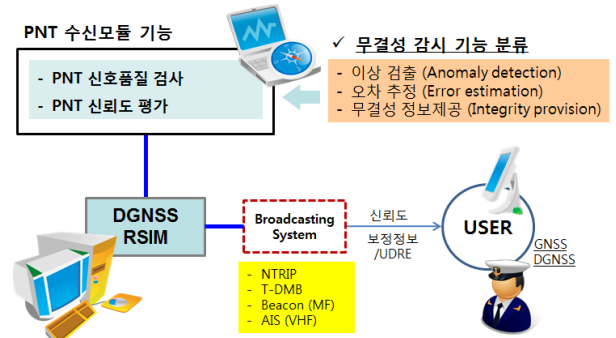 PNT 수신모듈 기능
- PNT 신호품질 검사
- PNT 신뢰도 평가
✓ 무결성 감시 기능 분류
- 이상 검출 (Anomaly detection)
- 오차 추정 (Error estimation)
- 무결성 정보제공 (Integrity provision)
DGNSS
RSIM
Broadcasting
System
신뢰도
보정정보
/UDRE
USER
GNSS
DGNSS
- NTRIP
- T-DMB
- Beacon (MF)
- AIS (VHF)